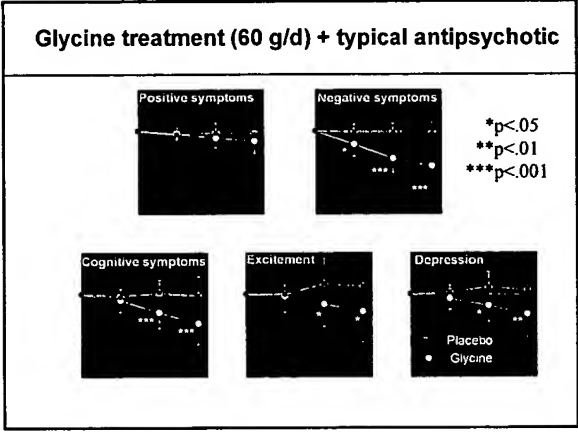 Glycine treatment (60 g/d) + typical antipsychotic
Positive symptoms
Negative symptoms
*p<.05
**p<.01
***p<.001
*
***
***
Cognitive symptoms
Excitement
Depression
***
***
*
*
*
**
Placebo
Glycine